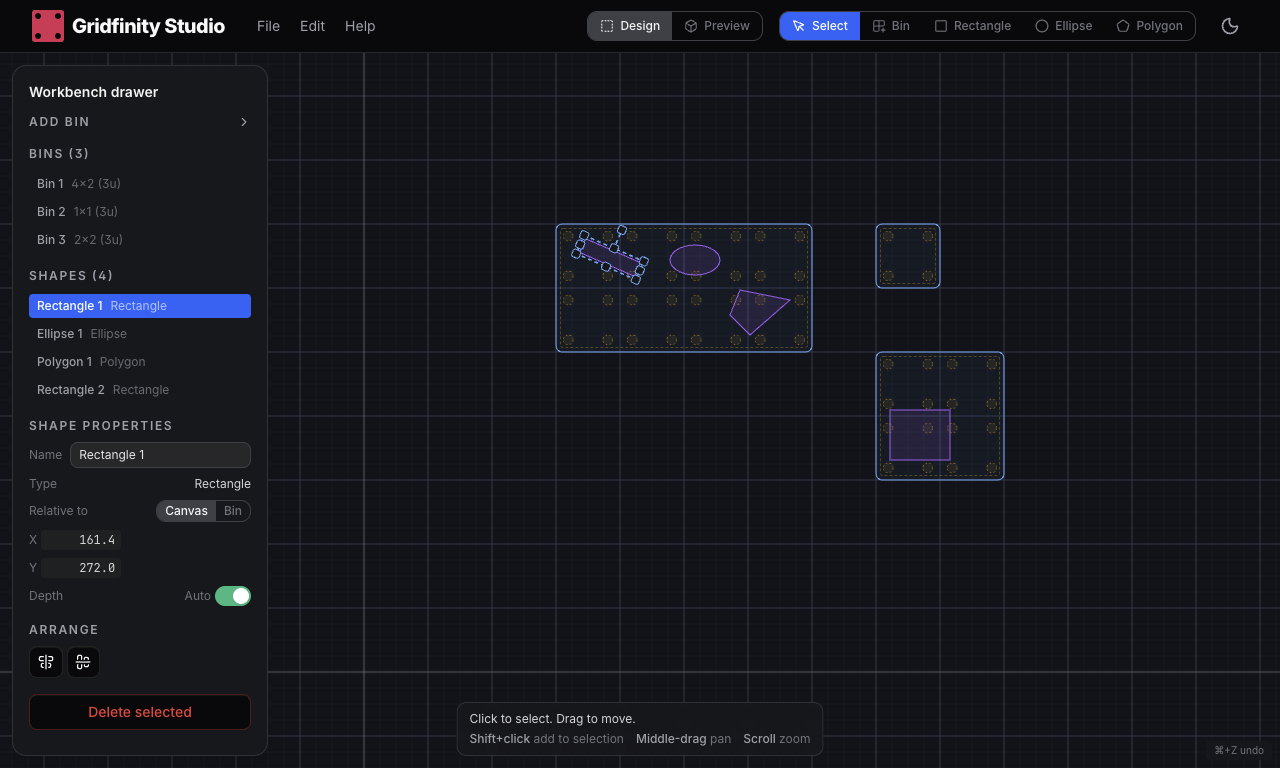 Gridfinity Studio File Edit Help Design Preview Select Bin Rectangle Ellipse Polygon
Workbench drawer
ADD BIN
BINS (3)
Bin 1 4×2 (3u)
Bin 2 1×1 (3u)
Bin 3 2×2 (3u)
SHAPES (4)
Rectangle 1 Rectangle
Ellipse 1 Ellipse
Polygon 1 Polygon
Rectangle 2 Rectangle
SHAPE PROPERTIES
Name Rectangle 1
Type Rectangle
Relative to Canvas Bin
X 161.4
Y 272.0
Depth Auto
ARRANGE
Delete selected
Click to select. Drag to move.
Shift+click add to selection Middle-drag pan Scroll zoom
⌘+Z undo